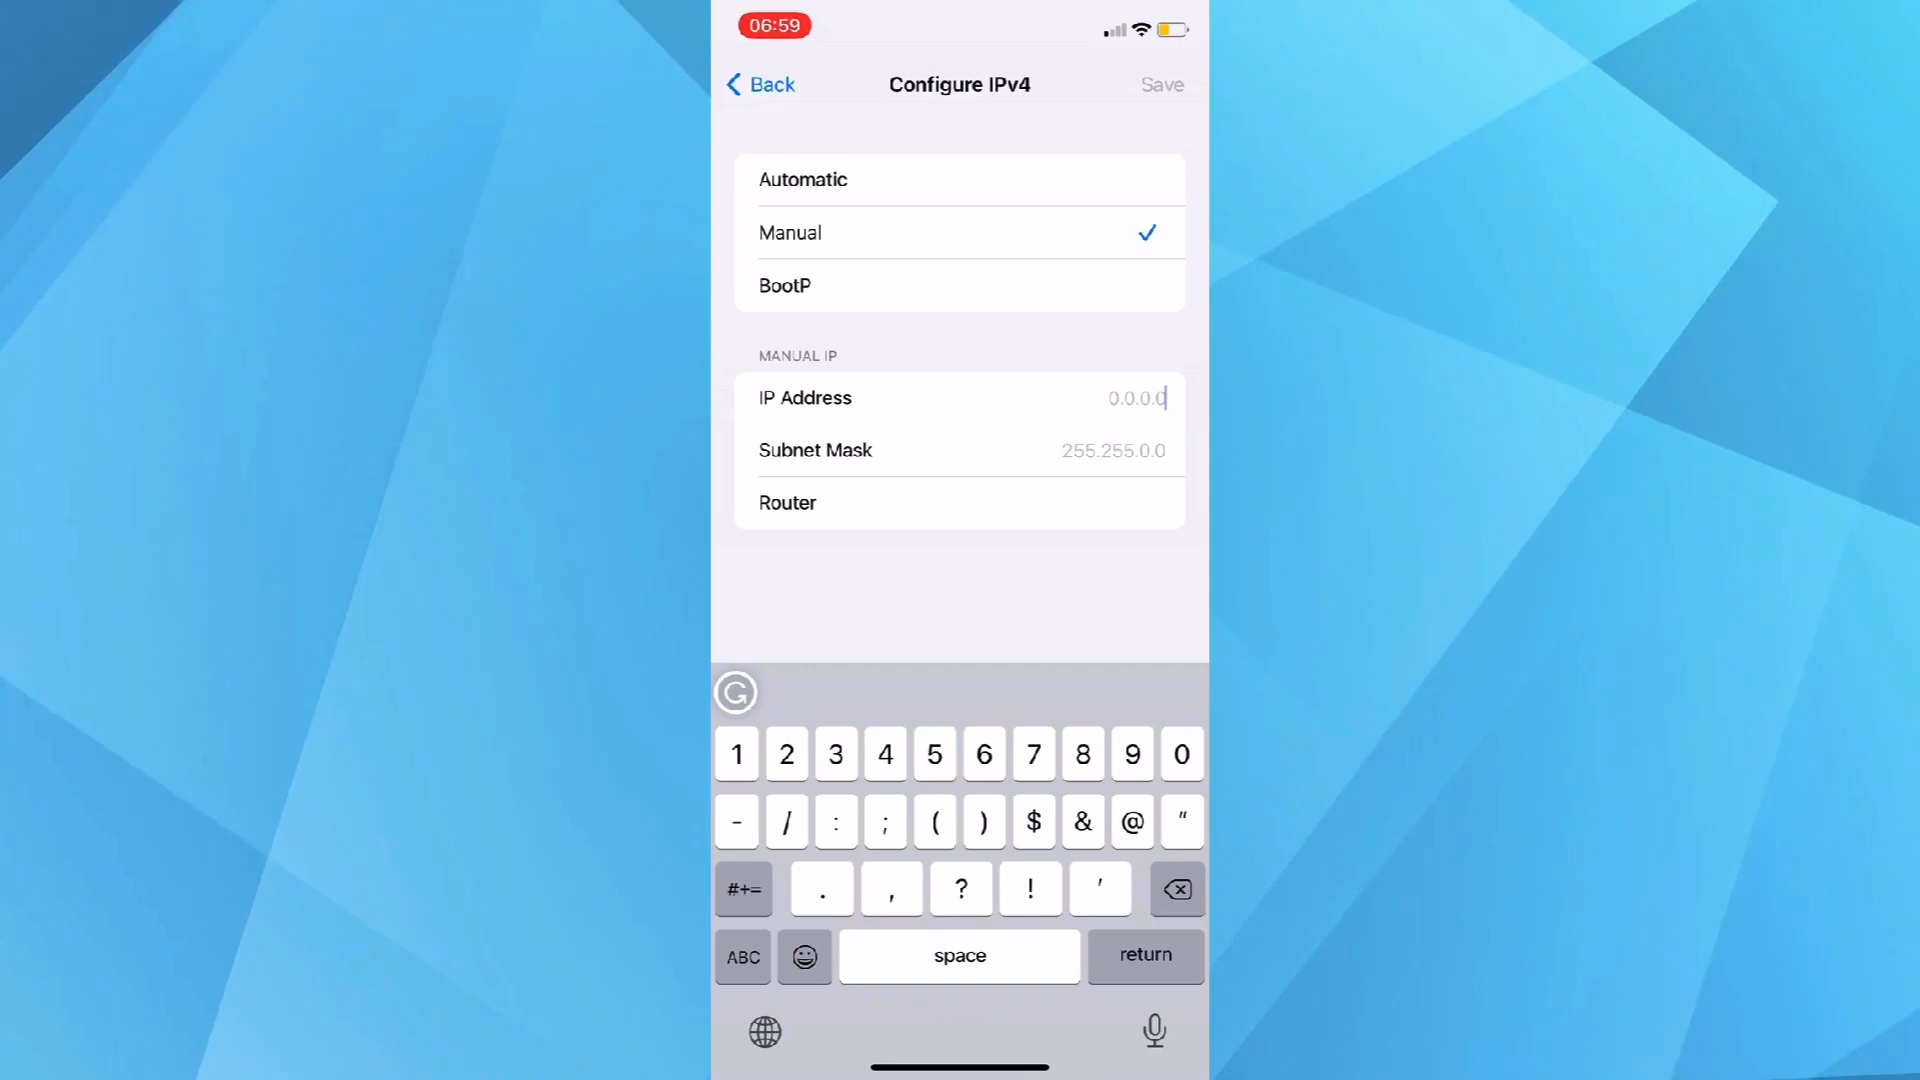 06:59
Back Configure IPv4 Save
Automatic
Manual
BootP
MANUAL IP
IP Address 0.0.0.0
Subnet Mask 255.255.0.0
Router
G
1 2 3 4 5 6 7 8 9 0
- / : ; ( ) $ & @ "
#+= . , ? ! '
ABC space return